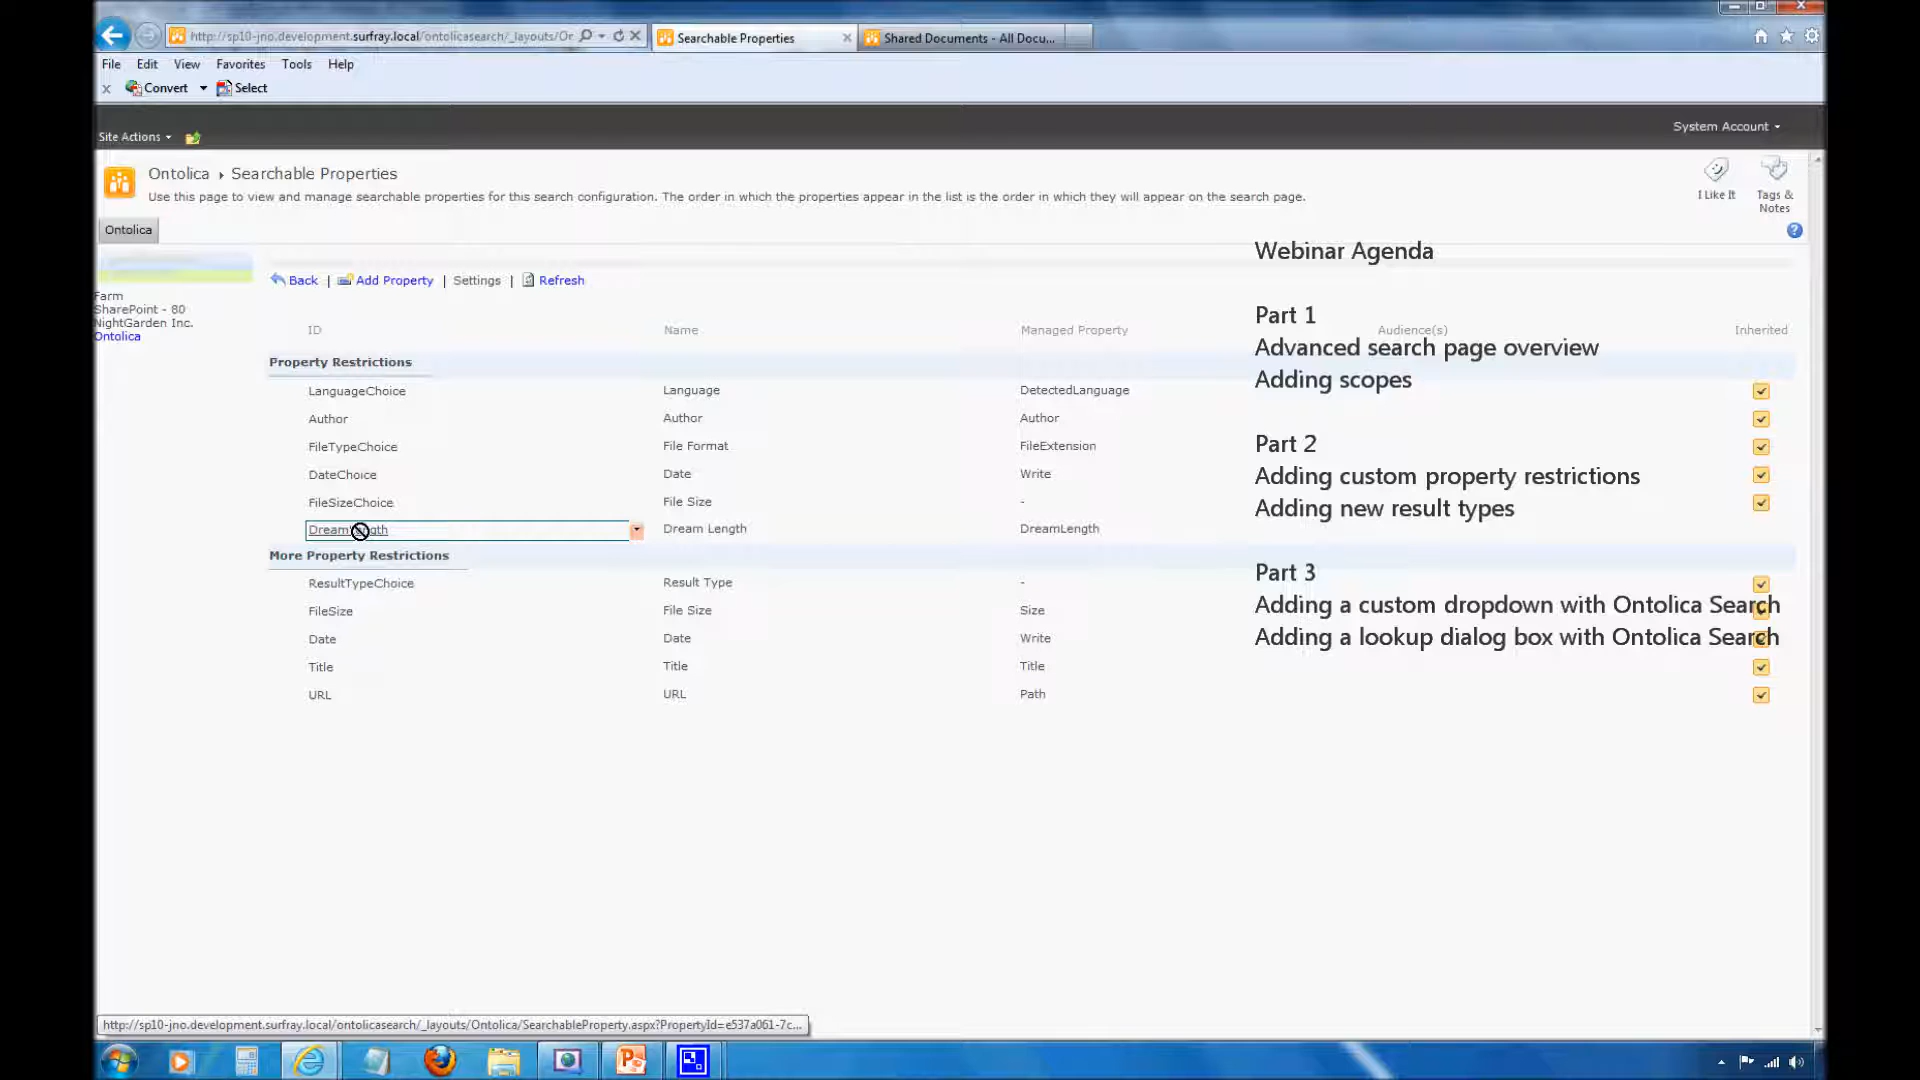 http://sp10-jno.development.surfray.local/ontolicasearch/_layouts/Or
Searchable Properties
Shared Documents - All Docu...
File Edit View Favorites Tools Help
x Convert Select
Site Actions
System Account
Ontolica Searchable Properties
Use this page to view and manage searchable properties for this search configuration. The order in which the properties appear in the list is the order in which they will appear on the search page.
I Like It
Tags & Notes
Ontolica
Webinar Agenda
Back | Add Property | Settings | Refresh
Farm
SharePoint - 80
NightGarden Inc.
Ontolica
Part 1
ID Name Managed Property Audience(s) Inherited
Advanced search page overview
Property Restrictions
Adding scopes
LanguageChoice Language DetectedLanguage
Author Author Author
Part 2
FileTypeChoice File Format FileExtension
Adding custom property restrictions
DateChoice Date Write
FileSizeChoice File Size -
Adding new result types
DreamLength Dream Length DreamLength
More Property Restrictions
Part 3
ResultTypeChoice Result Type -
Adding a custom dropdown with Ontolica Search
FileSize File Size Size
Adding a lookup dialog box with Ontolica Search
Date Date Write
Title Title Title
URL URL Path
http://sp10-jno.development.surfray.local/ontolicasearch/_layouts/Ontolica/SearchableProperty.aspx?PropertyId=e537a061-7c...